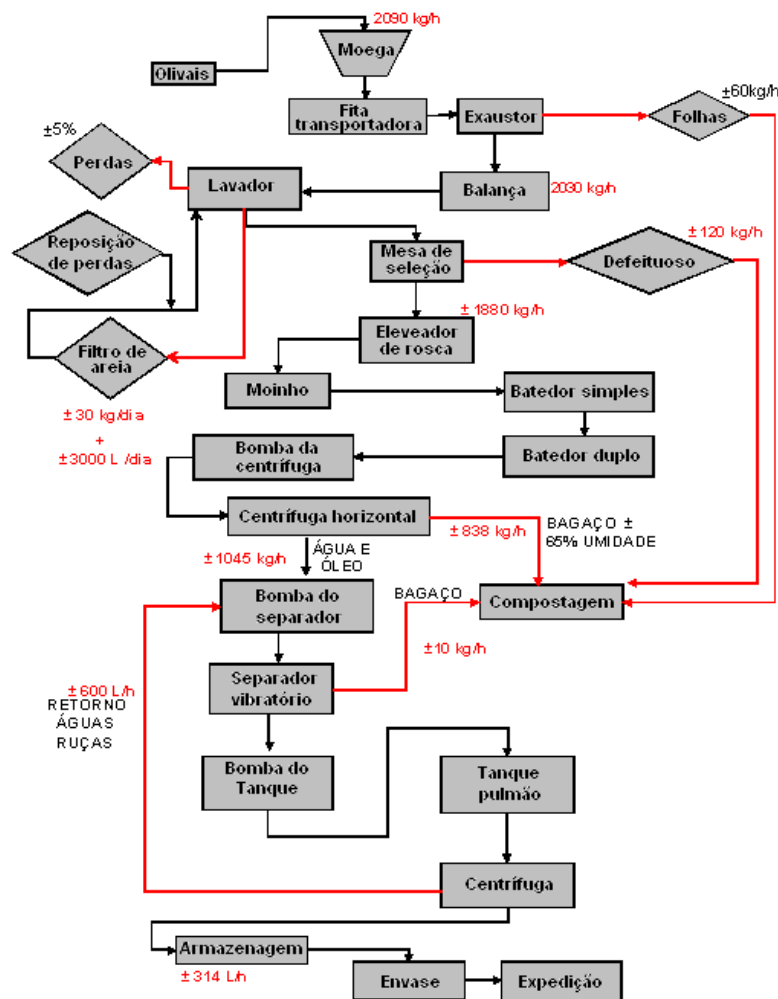 2090 kg/h
Moega
Olivais
Fita
transportadora
Exaustor
±60kg/h
Folhas
±5%
Perdas
Lavador
Balança
2030 kg/h
Reposição
de perdas
Mesa de
seleção
±120 kg/h
Defeituoso
±1880 kg/h
Eleveador
de rosca
Filtro de
areia
Moinho
Batedor simples
±30 kg/dia
+
±3000 L /dia
Bomba da
centrífuga
Batedor duplo
Centrífuga horizontal
±838 kg/h
BAGAÇO ±
65% UMIDADE
±1045 kg/h
ÁGUA E
ÓLEO
Bomba do
separador
BAGAÇO
Compostagem
±10 kg/h
Separador
vibratório
±600 L/h
RETORNO
ÁGUAS
RUÇAS
Bomba do
Tanque
Tanque
pulmão
Centrífuga
Armazenagem
±314 L/h
Envase
Expedição